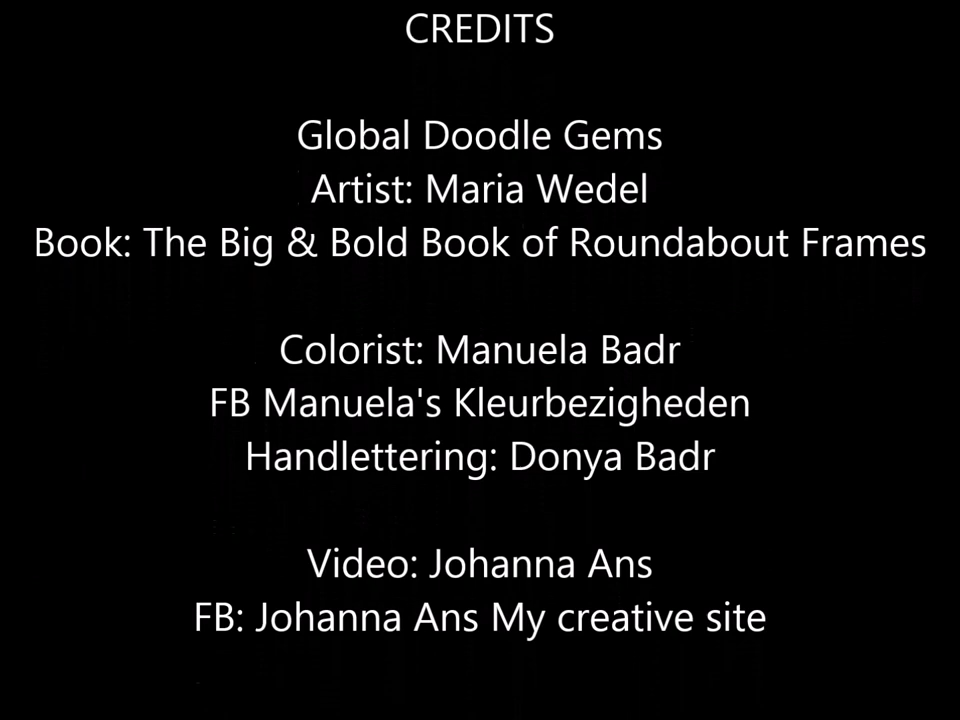 CREDITS
Global Doodle Gems
Artist: Maria Wedel
Book: The Big & Bold Book of Roundabout Frames
Colorist: Manuela Badr
FB Manuela's Kleurbezigheden
Handlettering: Donya Badr
Video: Johanna Ans
FB: Johanna Ans My creative site